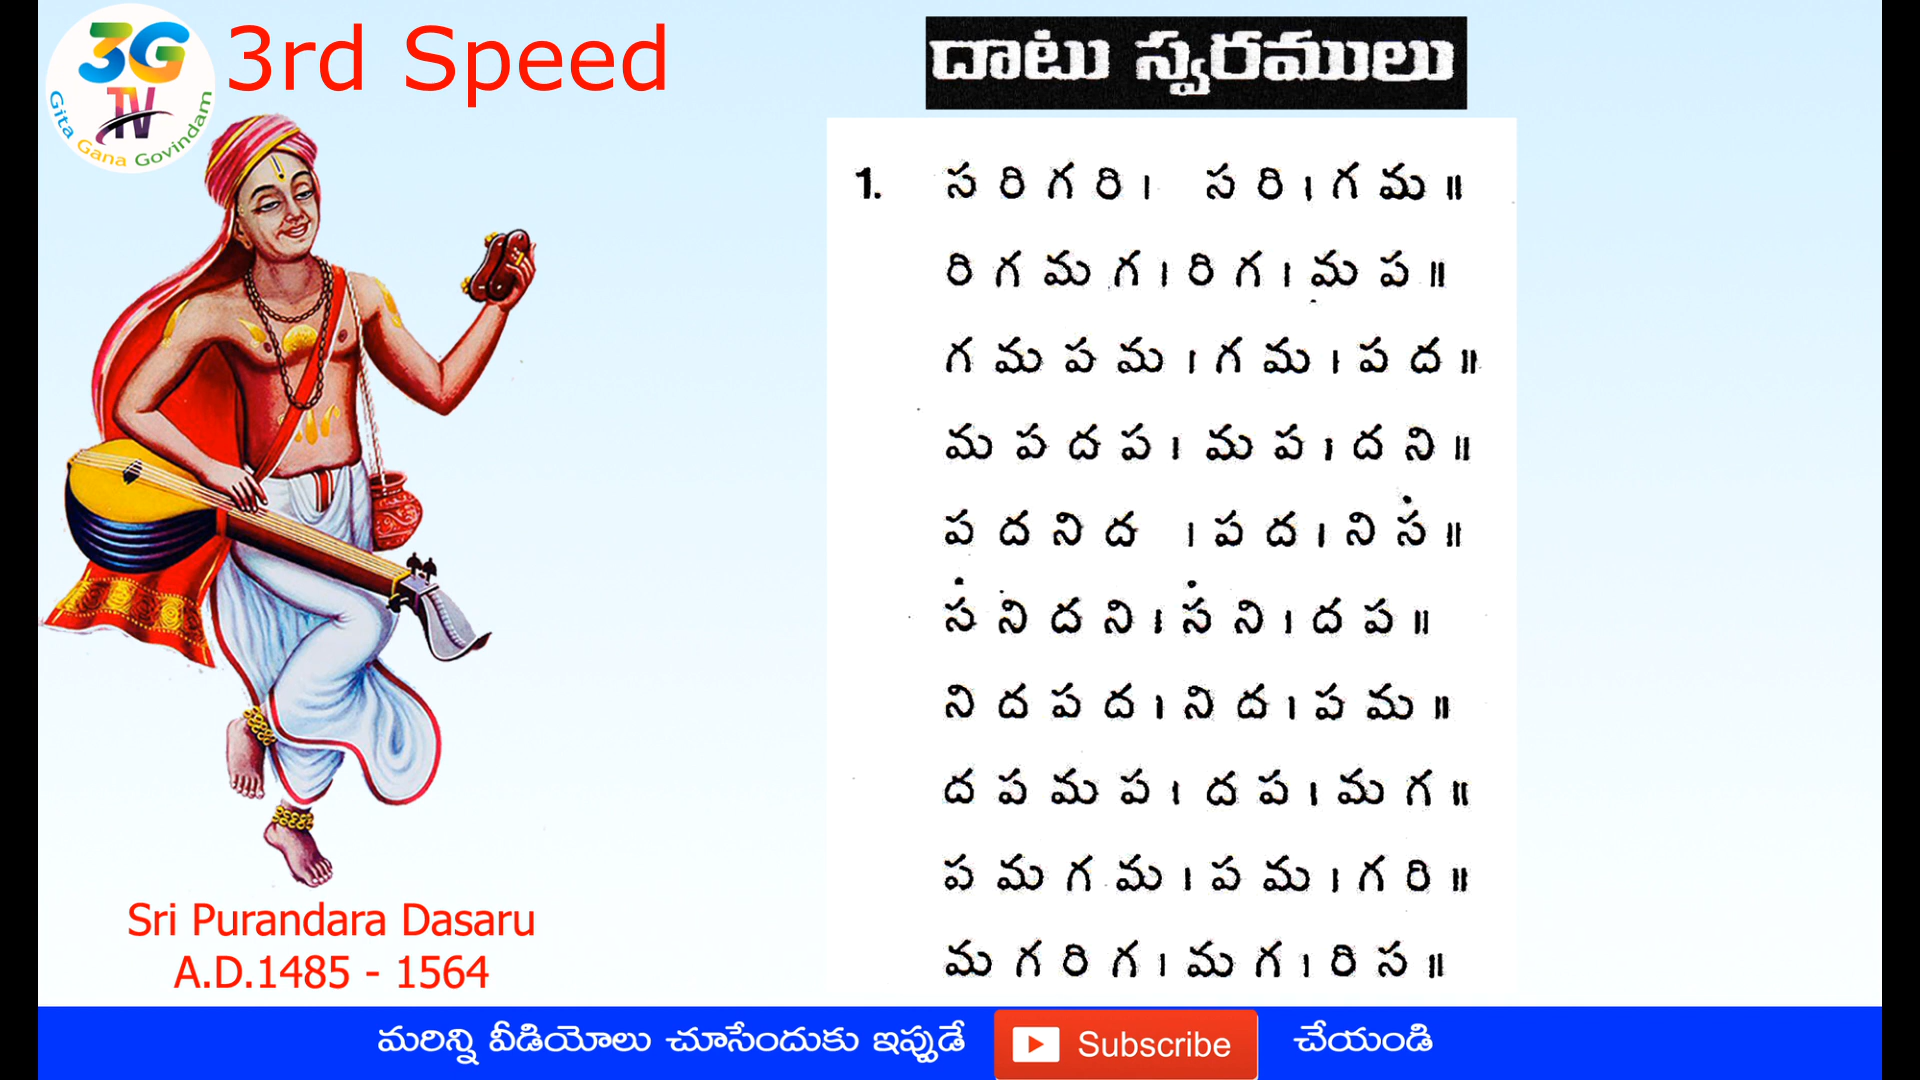 3G
TV
Gita Gana Govindam
3rd Speed
దాటు స్వరములు
1. స రి గ రి । స రి । గ మ ॥
రి గ మ గ । రి గ । మ ప ॥
గ మ ప మ । గ మ । ప ద ॥
మ ప ద ప । మ ప । ద ని ॥
ప ద ని ద । ప ద । ని స̇ ॥
స̇ ని ద ని । స̇ ని । ద ప ॥
ని ద ప ద । ని ద । ప మ ॥
ద ప మ ప । ద ప । మ గ ॥
ప మ గ మ । ప మ । గ రి ॥
మ గ రి గ । మ గ । రి స ॥
Sri Purandara Dasaru
A.D.1485 - 1564
మరిన్ని వీడియోలు చూసేందుకు ఇప్పుడే Subscribe చేయండి